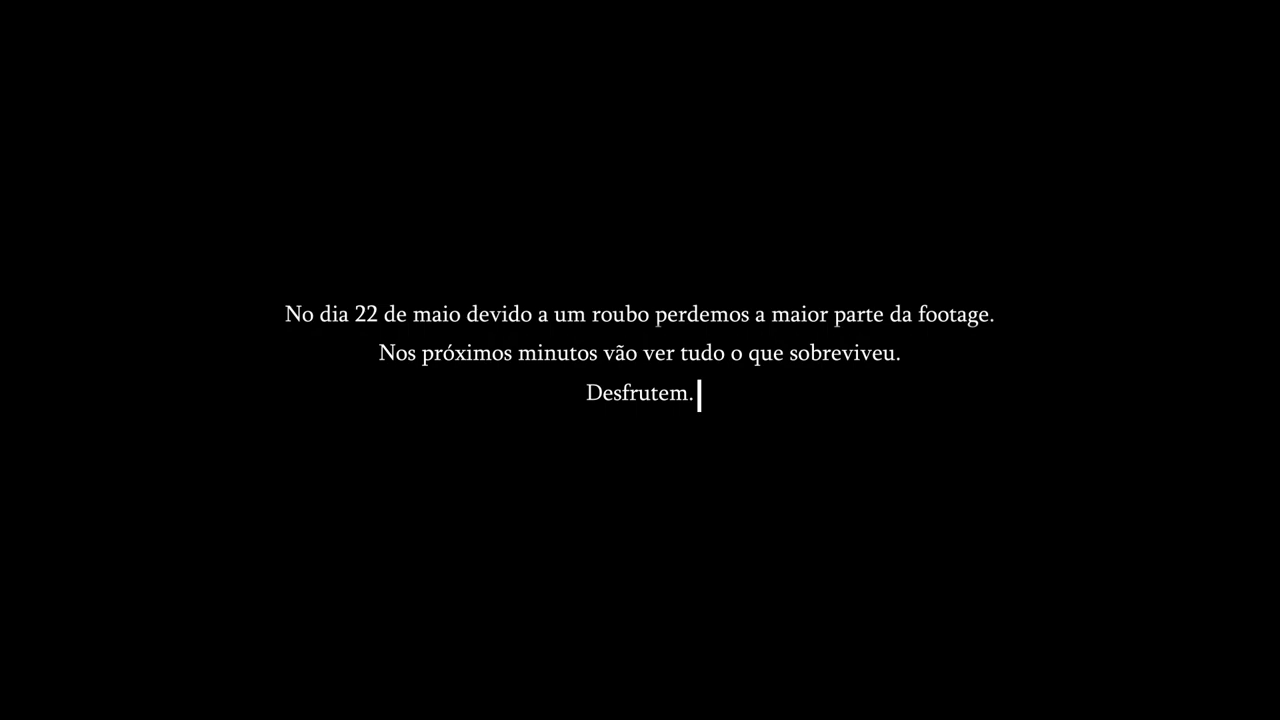 No dia 22 de maio devido a um roubo perdemos a maior parte da footage.
Nos próximos minutos vão ver tudo o que sobreviveu.
Desfrutem.